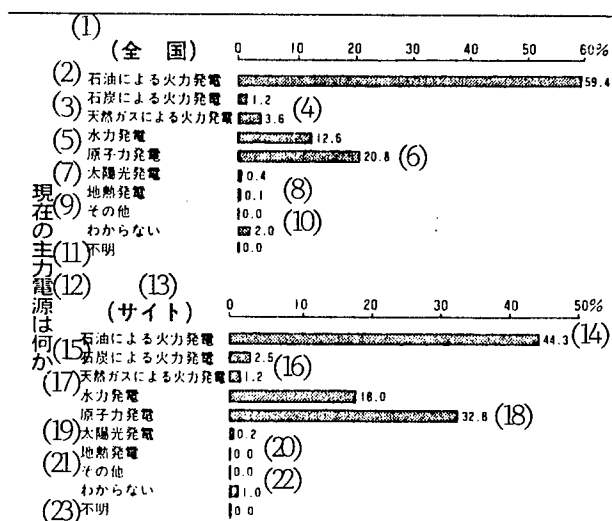 現在の主力電源は何か
(1)
(全 国) 0 10 20 30 40 50 60%
(2) 石油による火力発電 59.4
(3) 石炭による火力発電 1.2
天然ガスによる火力発電 3.6 (4)
(5) 水力発電 12.6
原子力発電 20.8 (6)
(7) 太陽光発電 0.4
地熱発電 0.1 (8)
(9) その他 0.0
わからない 2.0 (10)
(11) 不明 0.0
(12) (13)
(サイト) 0 10 20 30 40 50%
石油による火力発電 44.3 (14)
(15) 石炭による火力発電 2.5
天然ガスによる火力発電 1.2 (16)
(17) 水力発電 18.0
原子力発電 32.8 (18)
(19) 太陽光発電 0.2
地熱発電 0.0 (20)
(21) その他 0.0
わからない 1.0 (22)
(23) 不明 0.0